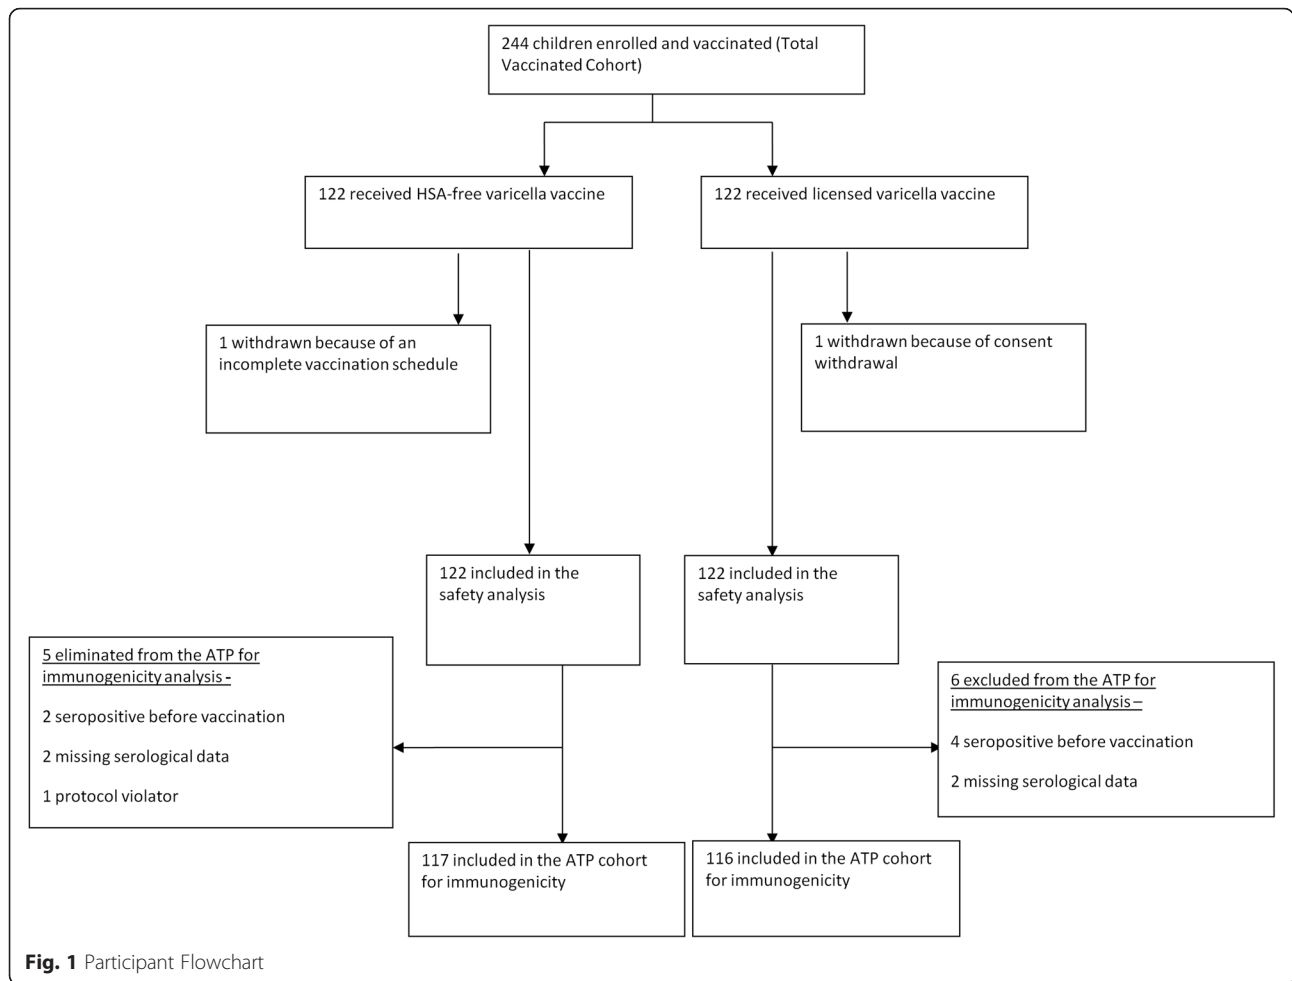 244 children enrolled and vaccinated (Total
Vaccinated Cohort)
122 received HSA-free varicella vaccine
122 received licensed varicella vaccine
1 withdrawn because of an
incomplete vaccination schedule
1 withdrawn because of consent
withdrawal
122 included in the
safety analysis
122 included in the
safety analysis
5 eliminated from the ATP for
immunogenicity analysis -
2 seropositive before vaccination
2 missing serological data
1 protocol violator
6 excluded from the ATP for
immunogenicity analysis –
4 seropositive before vaccination
2 missing serological data
117 included in the ATP cohort
for immunogenicity
116 included in the ATP cohort
for immunogenicity
Fig. 1 Participant Flowchart